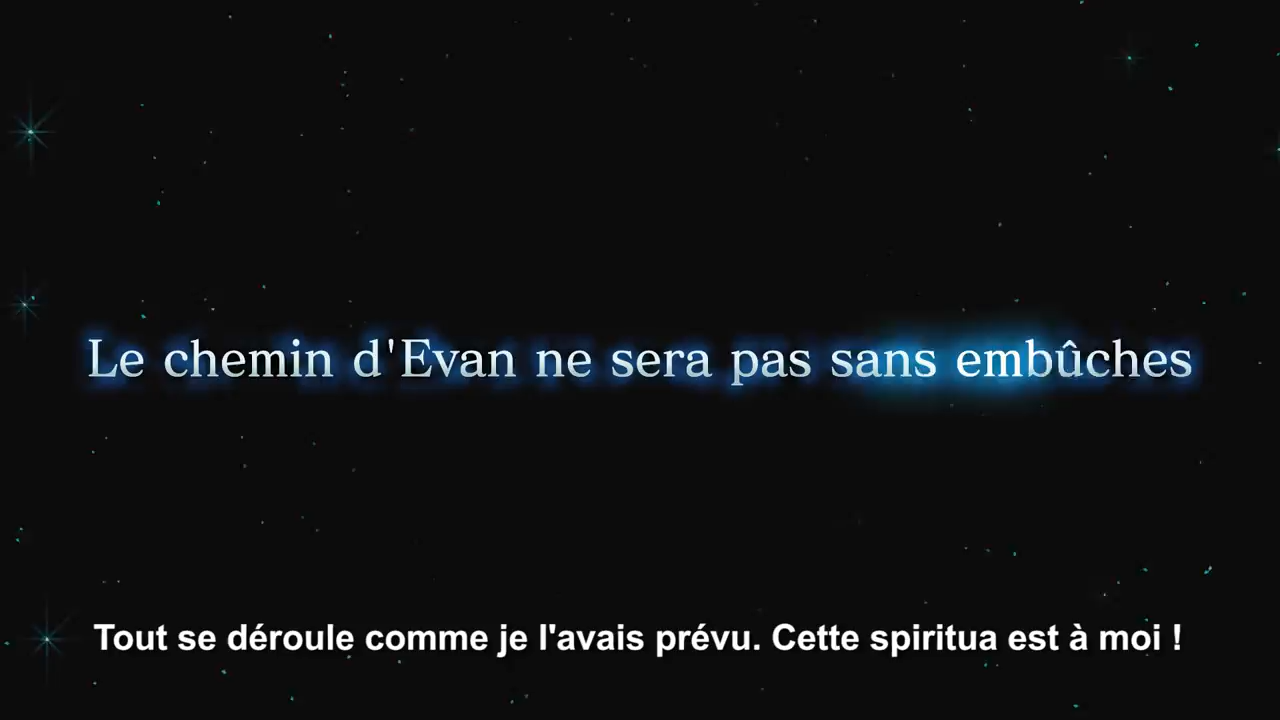 Le chemin d'Evan ne sera pas sans embûches
Tout se déroule comme je l'avais prévu. Cette spiritua est à moi !